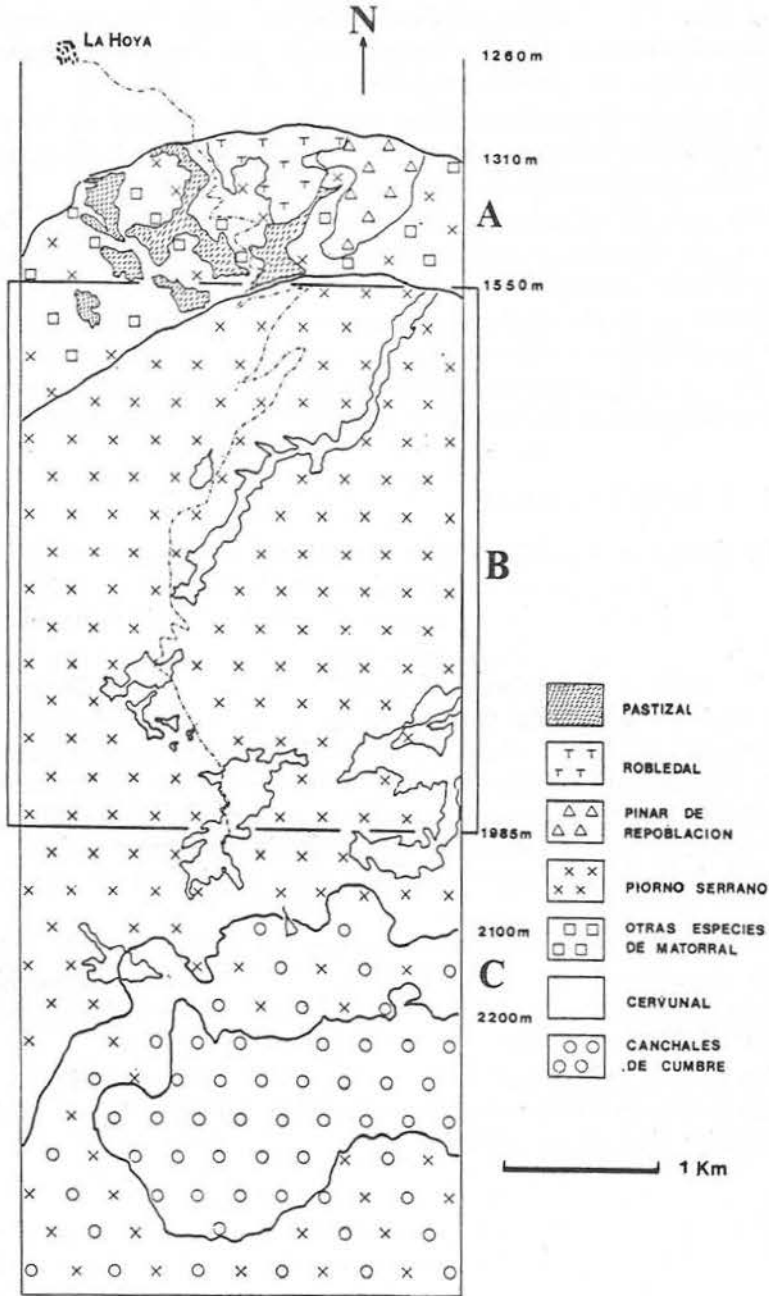 N
LA HOYA
1260m
1310m
A
1550m
B
1985m
2100m
C
2200m
PASTIZAL
ROBLEDAL
PINAR DE
REPOBLACION
PIORNO SERRANO
OTRAS ESPECIES
DE MATORRAL
CERVUNAL
CANCHALES
DE CUMBRE
1 Km